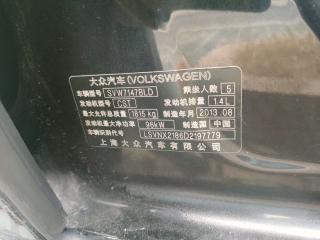 大众汽车(VOLKSWAGEN)
车辆型号 SVW7147BLD 乘坐人数 5
发动机型号 CST 发动机排量 1.4 L
最大允许总质量 1815 kg 制造年月 2013.08
发动机最大净功率 96kW 制造国 中国
车辆识别代号 LSVNX2186D2197779
上海大众汽车有限公司